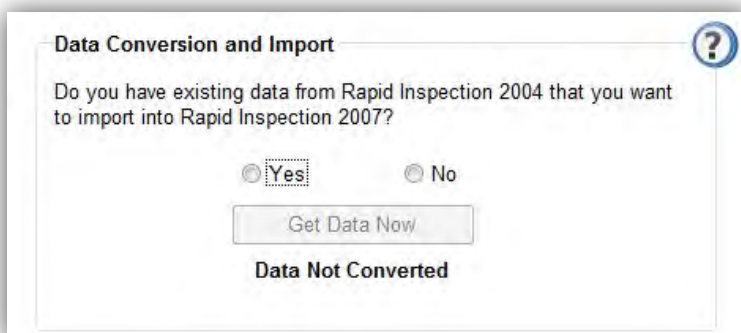 Data Conversion and Import
?
Do you have existing data from Rapid Inspection 2004 that you want
to import into Rapid Inspection 2007?
Yes No
Get Data Now
Data Not Converted